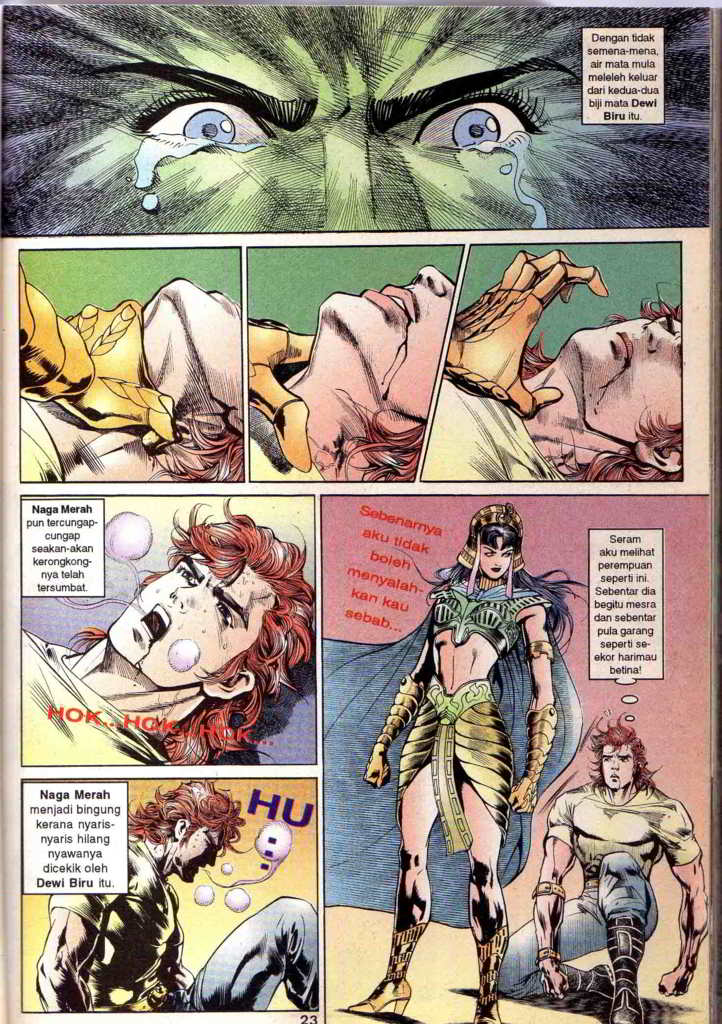 Dengan tidak
semena-mena,
air mata mula
meleleh keluar
dari kedua-dua
biji mata Dewi
Biru itu.
Naga Merah
pun tercungap-
cungap
seakan-akan
kerongkong-
nya telah
tersumbat.
HOK... HOK... HOK...
Naga Merah
menjadi bingung
kerana nyaris-
nyaris hilang
nyawanya
dicekik oleh
Dewi Biru itu.
HU
:.
Sebenarnya
aku tidak
boleh
menyalah-
kan kau
sebab...
Seram
aku melihat
perempuan
seperti ini.
Sebentar dia
begitu mesra
dan sebentar
pula garang
seperti se-
ekor harimau
betina!
23